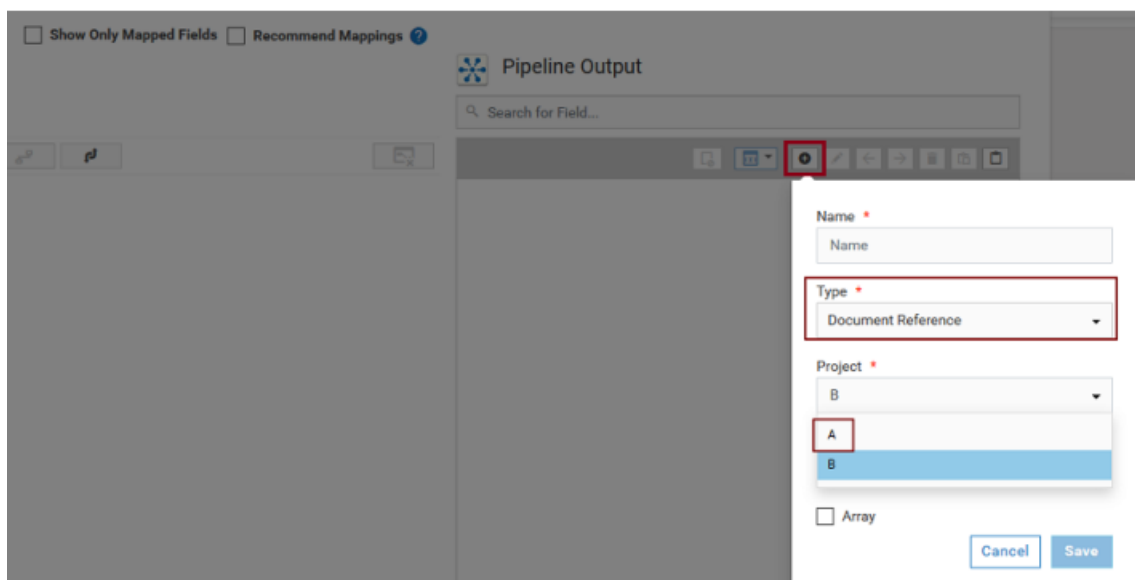 Show Only Mapped Fields Recommend Mappings ?
Pipeline Output
Search for Field...
Name *
Name
Type *
Document Reference
Project *
B
A
B
Array
Cancel Save